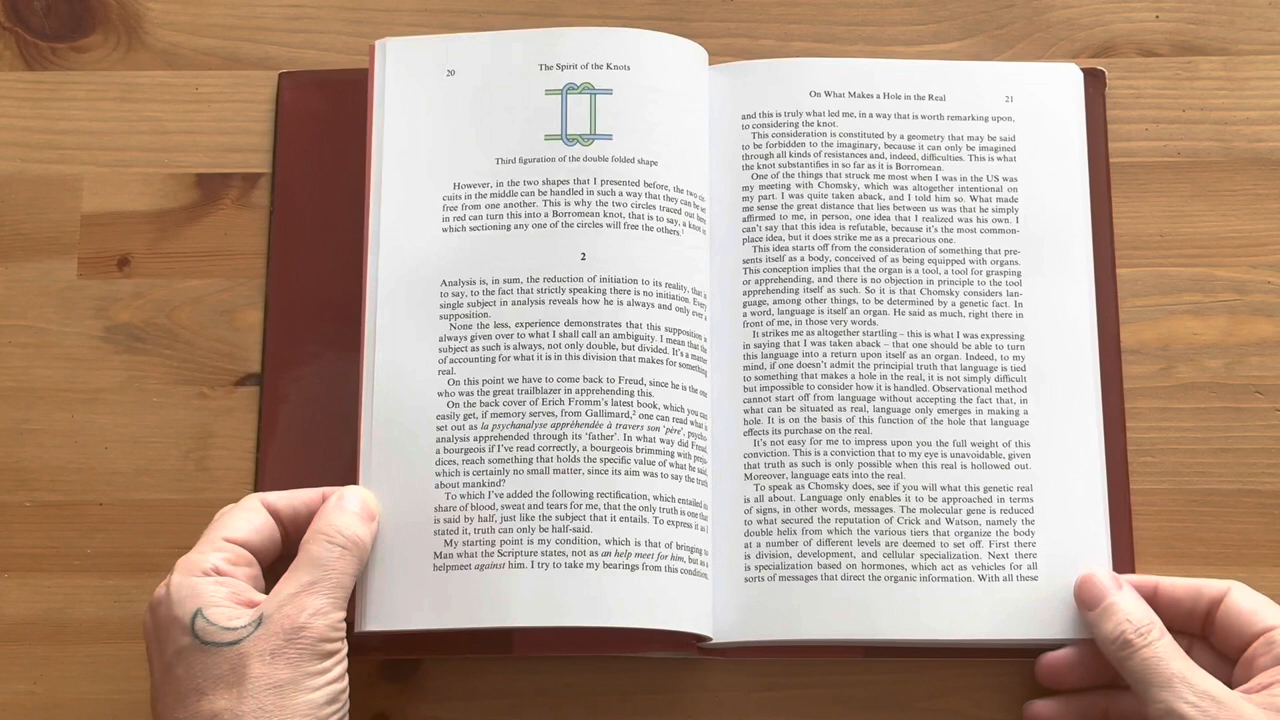 20
The Spirit of the Knots
Third figuration of the double folded shape
However, in the two shapes that I presented before, the two cir-
cuits in the middle can be handled in such a way that they can be set
free from one another. This is why the two circles traced out here
in red can turn this into a Borromean knot, that is to say, a knot in
which sectioning any one of the circles will free the others.¹
2
Analysis is, in sum, the reduction of initiation to its reality, that is
to say, to the fact that strictly speaking there is no initiation. Every
single subject in analysis reveals how he is always and only ever a
supposition.
None the less, experience demonstrates that this supposition is
always given over to what I shall call an ambiguity. I mean that the
subject as such is always, not only double, but divided. It's a matter
of accounting for what it is in this division that makes for something
real.
On this point we have to come back to Freud, since he is the one
who was the great trailblazer in apprehending this.
On the back cover of Erich Fromm's latest book, which you can
easily get, if memory serves, from Gallimard,² one can read what is
set out as la psychanalyse appréhendée à travers son 'père', psycho-
analysis apprehended through its 'father'. In what way did Freud,
a bourgeois if I've read correctly, a bourgeois brimming with preju-
dices, reach something that holds the specific value of what he said,
which is certainly no small matter, since its aim was to say the truth
about mankind?
To which I've added the following rectification, which entailed its
share of blood, sweat and tears for me, that the only truth is one that
is said by half, just like the subject that it entails. To express it as I
stated it, truth can only be half-said.
My starting point is my condition, which is that of bringing to
Man what the Scripture states, not as an help meet for him, but as a
helpmeet against him. I try to take my bearings from this condition,
On What Makes a Hole in the Real
21
and this is truly what led me, in a way that is worth remarking upon,
to considering the knot.
This consideration is constituted by a geometry that may be said
to be forbidden to the imaginary, because it can only be imagined
through all kinds of resistances and, indeed, difficulties. This is what
the knot substantifies in so far as it is Borromean.
One of the things that struck me most when I was in the US was
my meeting with Chomsky, which was altogether intentional on
my part. I was quite taken aback, and I told him so. What made
me sense the great distance that lies between us was that he simply
affirmed to me, in person, one idea that I realized was his own. I
can't say that this idea is refutable, because it's the most common-
place idea, but it does strike me as a precarious one.
This idea starts off from the consideration of something that pre-
sents itself as a body, conceived of as being equipped with organs.
This conception implies that the organ is a tool, a tool for grasping
or apprehending, and there is no objection in principle to the tool
apprehending itself as such. So it is that Chomsky considers lan-
guage, among other things, to be determined by a genetic fact. In
a word, language is itself an organ. He said as much, right there in
front of me, in those very words.
It strikes me as altogether startling – this is what I was expressing
in saying that I was taken aback – that one should be able to turn
this language into a return upon itself as an organ. Indeed, to my
mind, if one doesn't admit the principial truth that language is tied
to something that makes a hole in the real, it is not simply difficult
but impossible to consider how it is handled. Observational method
cannot start off from language without accepting the fact that, in
what can be situated as real, language only emerges in making a
hole. It is on the basis of this function of the hole that language
effects its purchase on the real.
It's not easy for me to impress upon you the full weight of this
conviction. This is a conviction that to my eye is unavoidable, given
that truth as such is only possible when this real is hollowed out.
Moreover, language eats into the real.
To speak as Chomsky does, see if you will what this genetic real
is all about. Language only enables it to be approached in terms
of signs, in other words, messages. The molecular gene is reduced
to what secured the reputation of Crick and Watson, namely the
double helix from which the various tiers that organize the body
at a number of different levels are deemed to set off. First there
is division, development, and cellular specialization. Next there
is specialization based on hormones, which act as vehicles for all
sorts of messages that direct the organic information. With all these